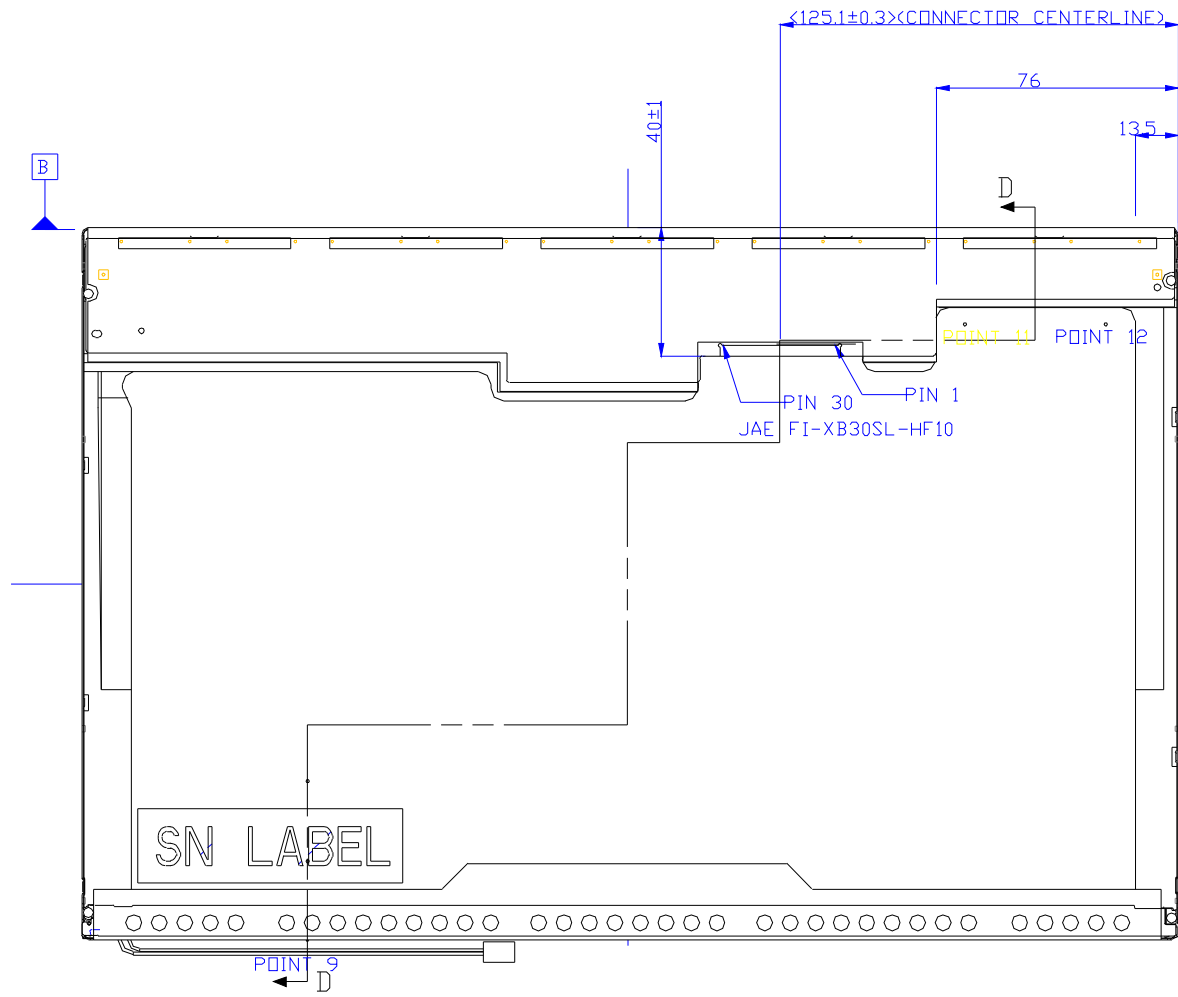 <125.1±0.3>(CONNECTOR CENTERLINE)
76
40±1
13.5
B
D
POINT 11
POINT 12
PIN 30
PIN 1
JAE FI-XB30SL-HF10
SN LABEL
POINT 9
D